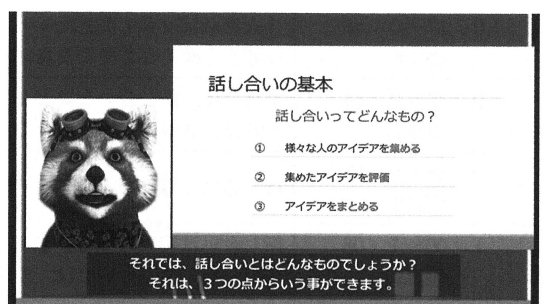 話し合いの基本
話し合いってどんなもの？
① 様々な人のアイデアを集める
② 集めたアイデアを評価
③ アイデアをまとめる
それでは、話し合いとはどんなものでしょうか？
それは、３つの点からいう事ができます。